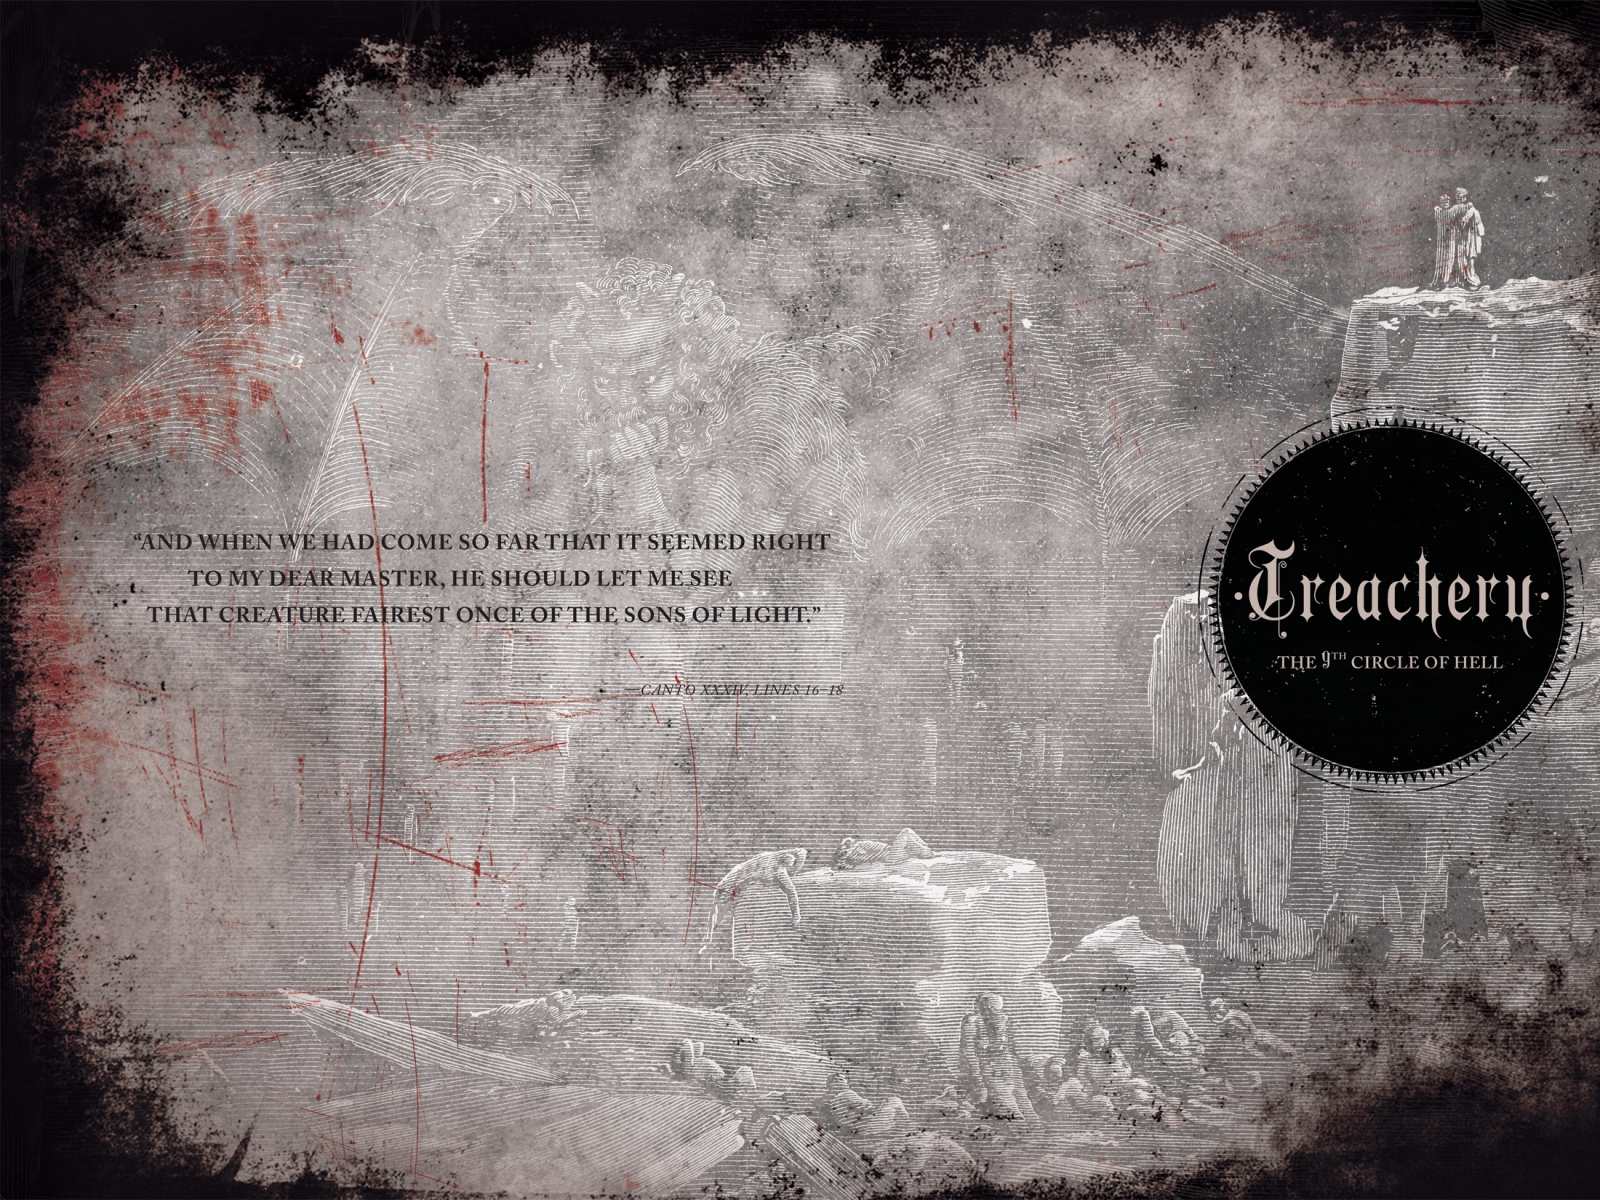 “AND WHEN WE HAD COME SO FAR THAT IT SEEMED RIGHT
TO MY DEAR MASTER, HE SHOULD LET ME SEE
THAT CREATURE FAIREST ONCE OF THE SONS OF LIGHT.”
—CANTO XXXIV, LINES 16–18
·Treachery·
THE 9TH CIRCLE OF HELL